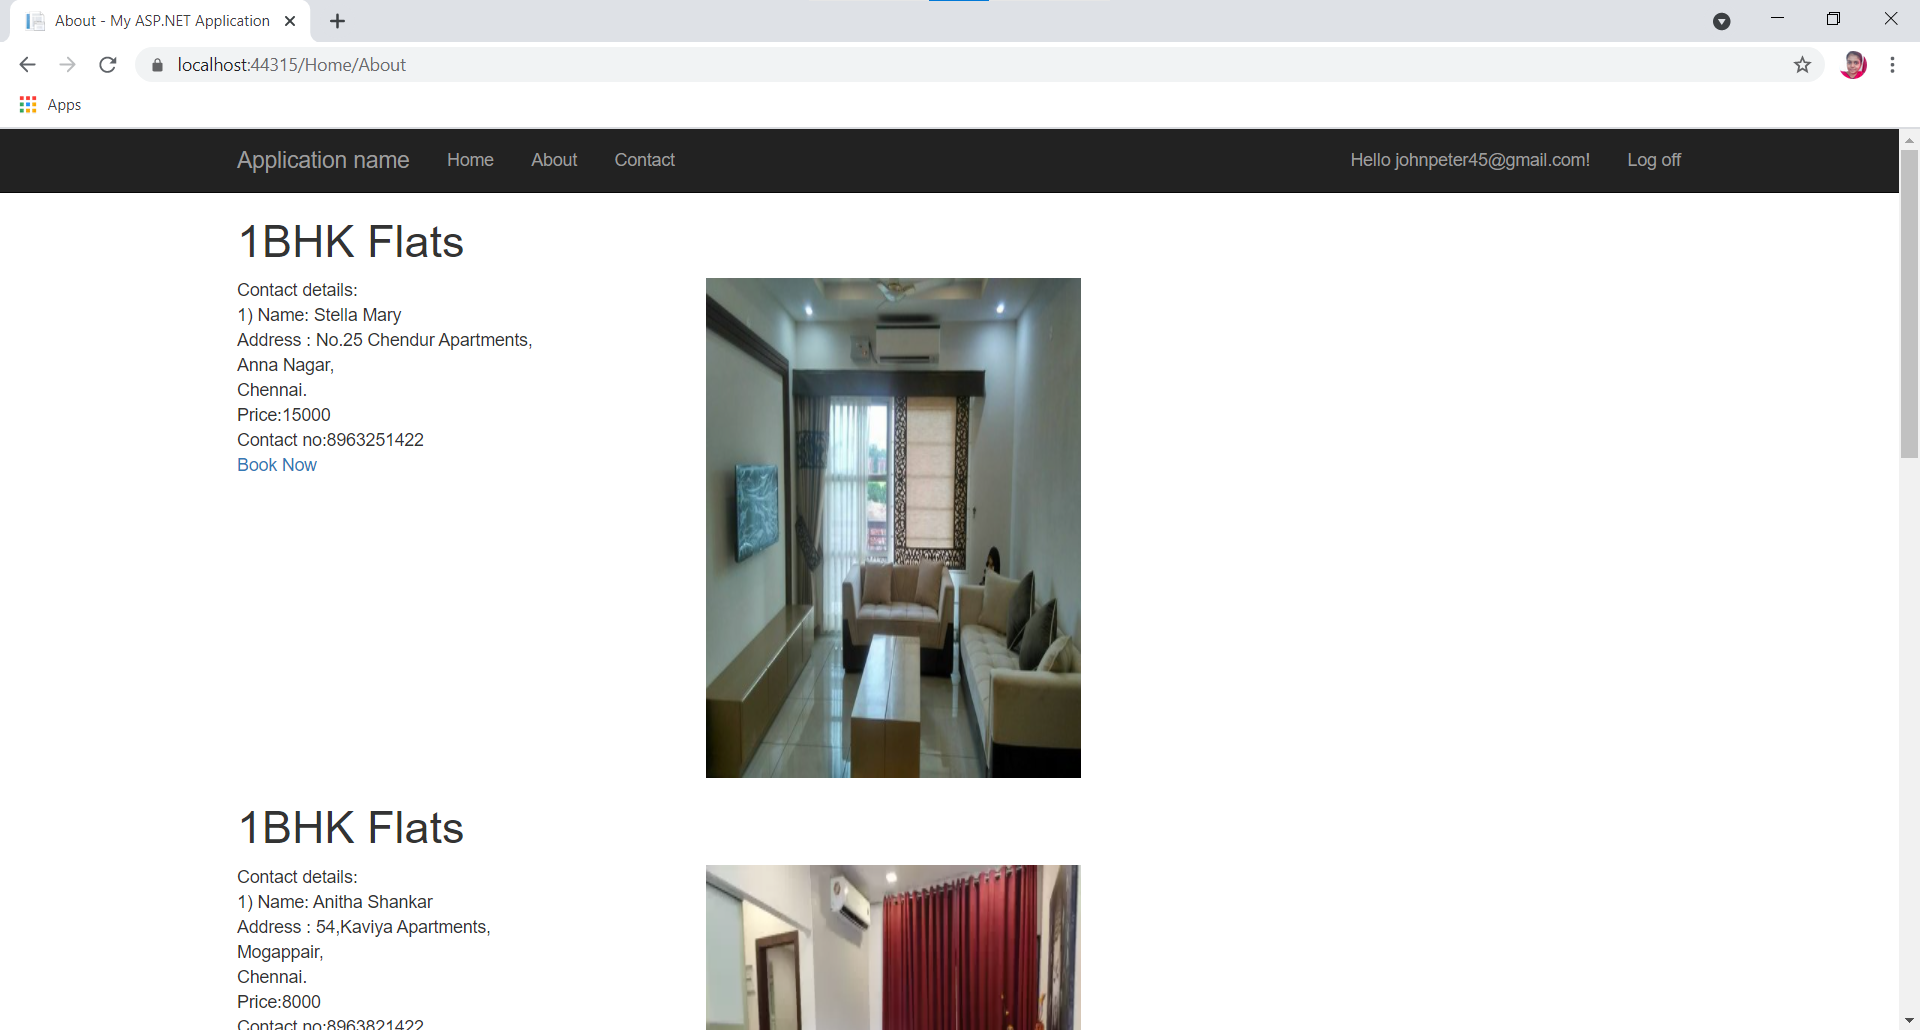 About - My ASP.NET Application
localhost:44315/Home/About
Apps
Application name Home About Contact Hello johnpeter45@gmail.com! Log off
1BHK Flats
Contact details:
1) Name: Stella Mary
Address : No.25 Chendur Apartments,
Anna Nagar,
Chennai.
Price:15000
Contact no:8963251422
Book Now
1BHK Flats
Contact details:
1) Name: Anitha Shankar
Address : 54,Kaviya Apartments,
Mogappair,
Chennai.
Price:8000
Contact no:8963821422